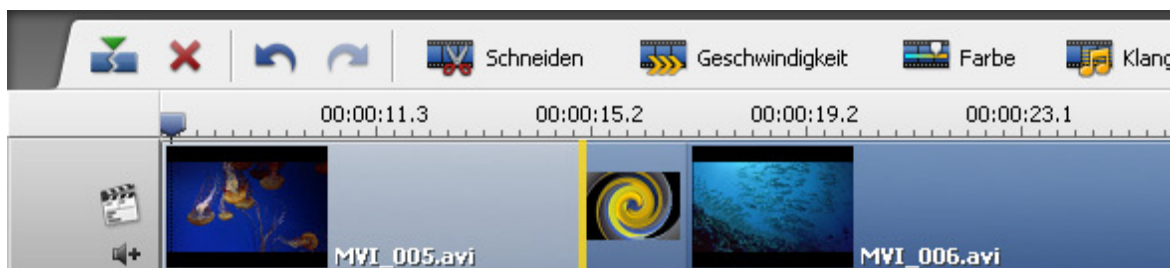 Schneiden Geschwindigkeit Farbe Klang
00:00:11.3 00:00:15.2 00:00:19.2 00:00:23.1
MVI_005.avi MVI_006.avi